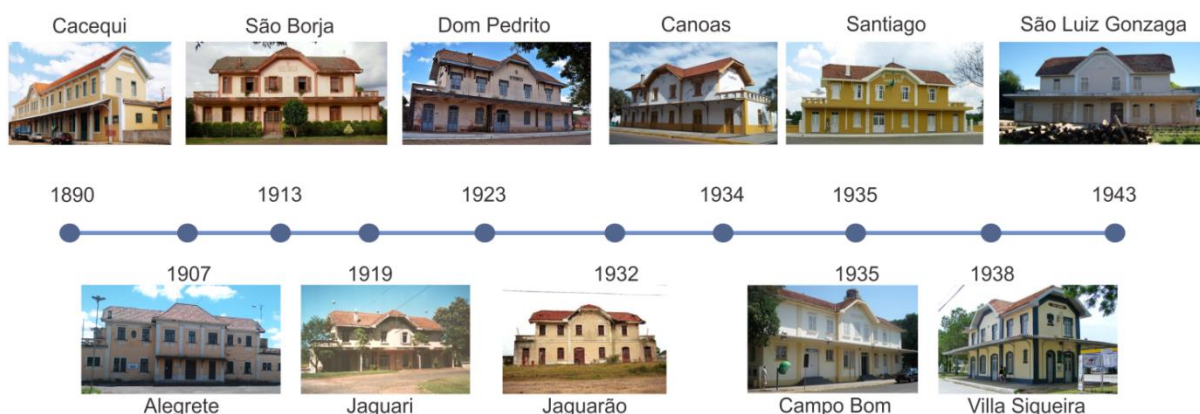 Cacequi
São Borja
Dom Pedrito
Canoas
Santiago
São Luiz Gonzaga
1890
1913
1923
1934
1935
1943
1907
1919
1932
1935
1938
Alegrete
Jaguari
Jaguarão
Campo Bom
Villa Siqueira